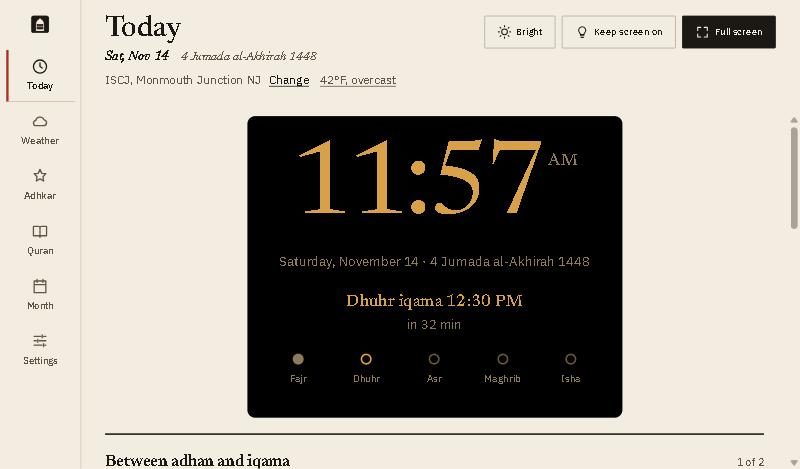 Today
Bright
Keep screen on
Full screen
Sat, Nov 14 4 Jumada al-Akhirah 1448
ISCJ, Monmouth Junction NJ Change 42°F, overcast
Today
Weather
Adhkar
Quran
Month
Settings
11:57 AM
Saturday, November 14 · 4 Jumada al-Akhirah 1448
Dhuhr iqama 12:30 PM
in 32 min
Fajr Dhuhr Asr Maghrib Isha
Between adhan and iqama 1 of 2